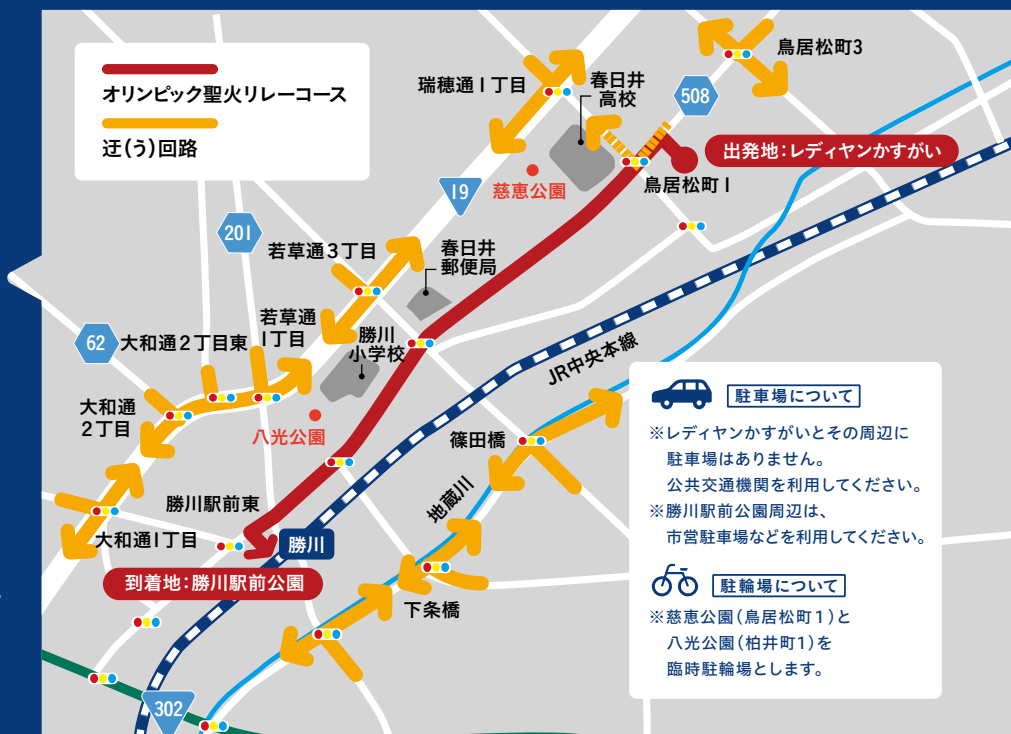 オリンピック聖火リレーコース
迂(う)回路
瑞穂通1丁目
春日井
高校
鳥居松町3
508
出発地:レディヤンかすがい
鳥居松町1
慈恵公園
19
201
若草通3丁目
春日井
郵便局
62
大和通2丁目東
若草通
1丁目
勝川
小学校
JR中央本線
大和通
2丁目
八光公園
篠田橋
地蔵川
勝川駅前東
大和通1丁目
勝川
到着地:勝川駅前公園
下条橋
302
駐車場について
※レディヤンかすがいとその周辺に
駐車場はありません。
公共交通機関を利用してください。
※勝川駅前公園周辺は、
市営駐車場などを利用してください。
駐輪場について
※慈恵公園(鳥居松町1)と
八光公園(柏井町1)を
臨時駐輪場とします。